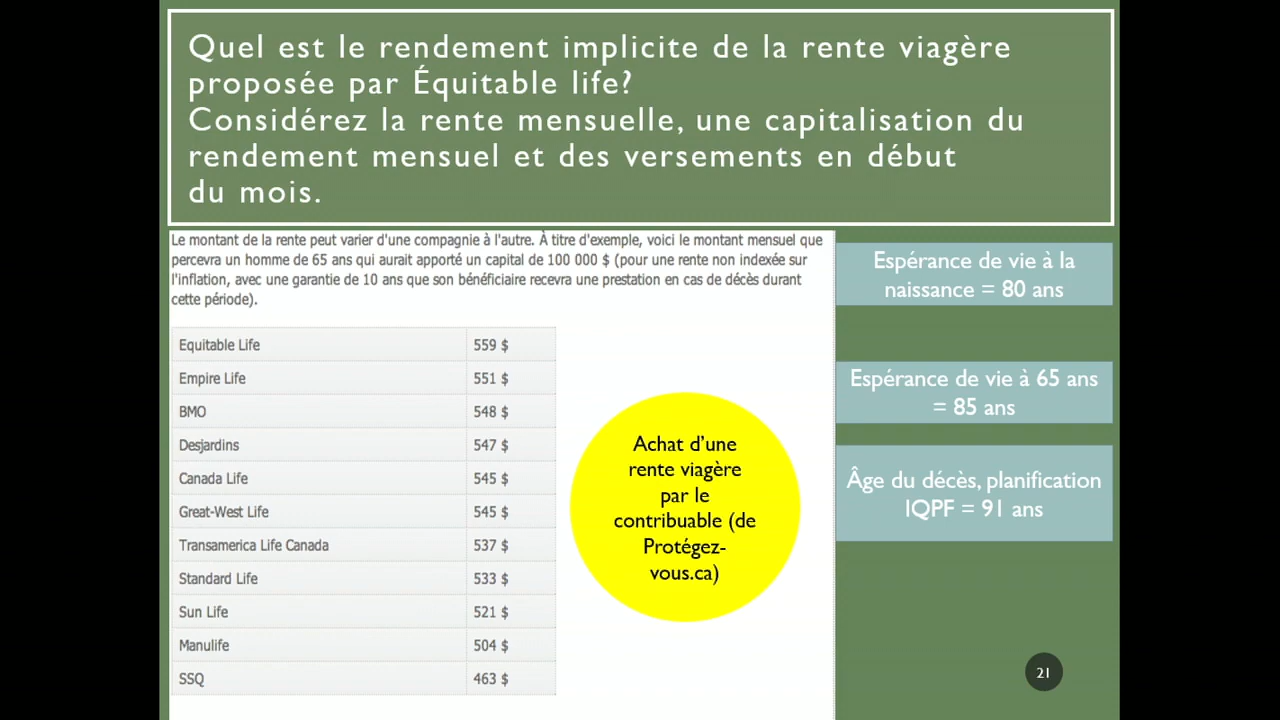 Quel est le rendement implicite de la rente viagère
proposée par Équitable life?
Considérez la rente mensuelle, une capitalisation du
rendement mensuel et des versements en début
du mois.
Le montant de la rente peut varier d'une compagnie à l'autre. À titre d'exemple, voici le montant mensuel que
percevra un homme de 65 ans qui aurait apporté un capital de 100 000 $ (pour une rente non indexée sur
l'inflation, avec une garantie de 10 ans que son bénéficiaire recevra une prestation en cas de décès durant
cette période).
Equitable Life 559 $
Empire Life 551 $
BMO 548 $
Desjardins 547 $
Canada Life 545 $
Great-West Life 545 $
Transamerica Life Canada 537 $
Standard Life 533 $
Sun Life 521 $
Manulife 504 $
SSQ 463 $
Achat d'une
rente viagère
par le
contribuable (de
Protégez-
vous.ca)
Espérance de vie à la
naissance = 80 ans
Espérance de vie à 65 ans
= 85 ans
Âge du décès, planification
IQPF = 91 ans
21